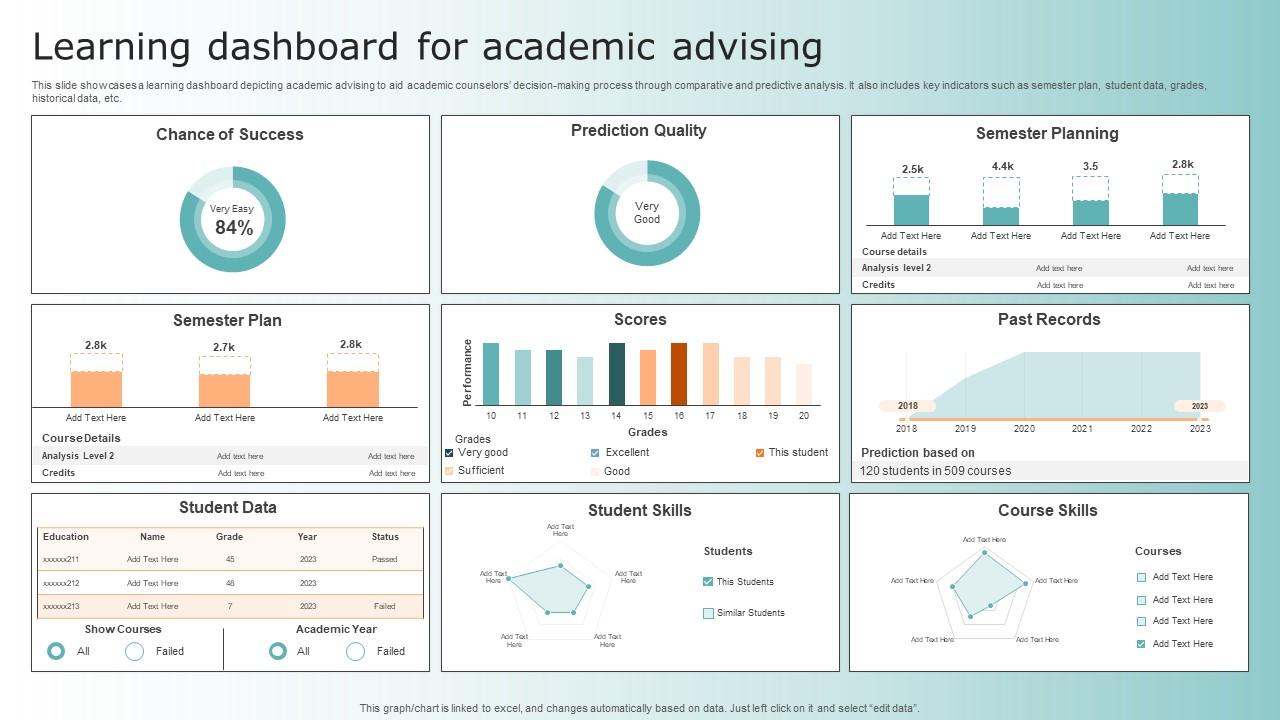 Learning dashboard for academic advising
This slide showcases a learning dashboard depicting academic advising to aid academic counselors' decision-making process through comparative and predictive analysis. It also includes key indicators such as semester plan, student data, grades,
historical data, etc.
Chance of Success
Very Easy
84%
Prediction Quality
Very
Good
Semester Planning
2.5k 4.4k 3.5 2.8k
Add Text Here Add Text Here Add Text Here Add Text Here
Course details
Analysis level 2 Add text here Add text here
Credits Add text here Add text here
Semester Plan
2.8k 2.7k 2.8k
Add Text Here Add Text Here Add Text Here
Course Details
Analysis Level 2 Add text here Add text here
Credits Add text here Add text here
Scores
Performance
10 11 12 13 14 15 16 17 18 19 20
Grades
Grades
Very good Excellent This student
Sufficient Good
Past Records
2018 2023
2018 2019 2020 2021 2022 2023
Prediction based on
120 students in 509 courses
Student Data
Education Name Grade Year Status
xxxxxx211 Add Text Here 45 2023 Passed
xxxxxx212 Add Text Here 48 2023
xxxxxx213 Add Text Here 7 2023 Failed
Show Courses Academic Year
All Failed All Failed
Student Skills
Add Text
Here
Add Text
Here
Add Text
Here
Add Text
Here
Add Text
Here
Students
This Students
Similar Students
Course Skills
Add Text Here
Add Text Here Add Text Here
Add Text Here Add Text Here
Courses
Add Text Here
Add Text Here
Add Text Here
Add Text Here
This graph/chart is linked to excel, and changes automatically based on data. Just left click on it and select “edit data”.